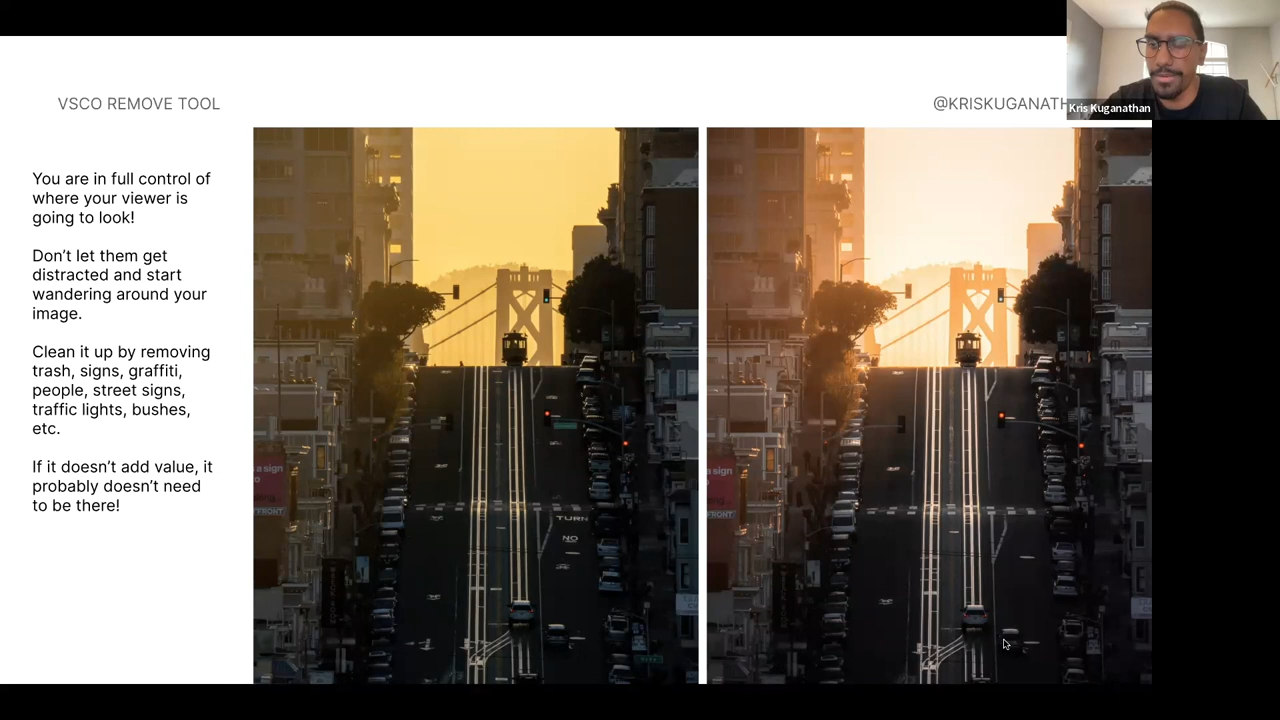 VSCO REMOVE TOOL
@KRISKUGANATH
Kris Kuganathan
You are in full control of
where your viewer is
going to look!
Don’t let them get
distracted and start
wandering around your
image.
Clean it up by removing
trash, signs, graffiti,
people, street signs,
traffic lights, bushes,
etc.
If it doesn’t add value, it
probably doesn’t need
to be there!
a sign
FRONT
TURN
NO
FRONT